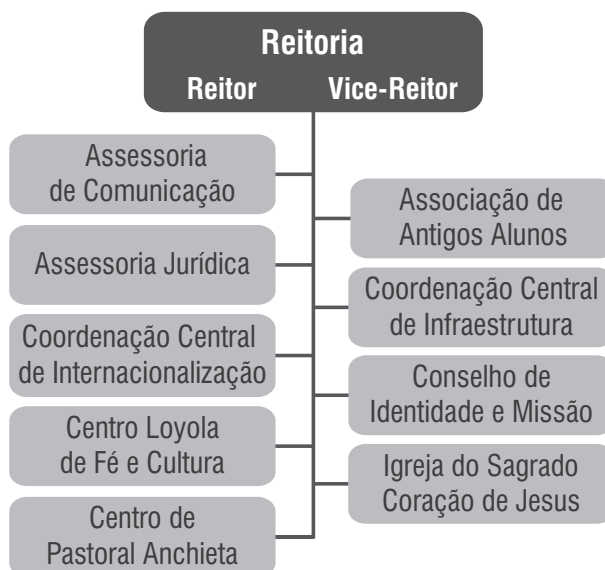 Reitoria
Reitor Vice-Reitor
Assessoria
de Comunicação
Associação de
Antigos Alunos
Assessoria Jurídica
Coordenação Central
de Infraestrutura
Coordenação Central
de Internacionalização
Conselho de
Identidade e Missão
Centro Loyola
de Fé e Cultura
Igreja do Sagrado
Coração de Jesus
Centro de
Pastoral Anchieta